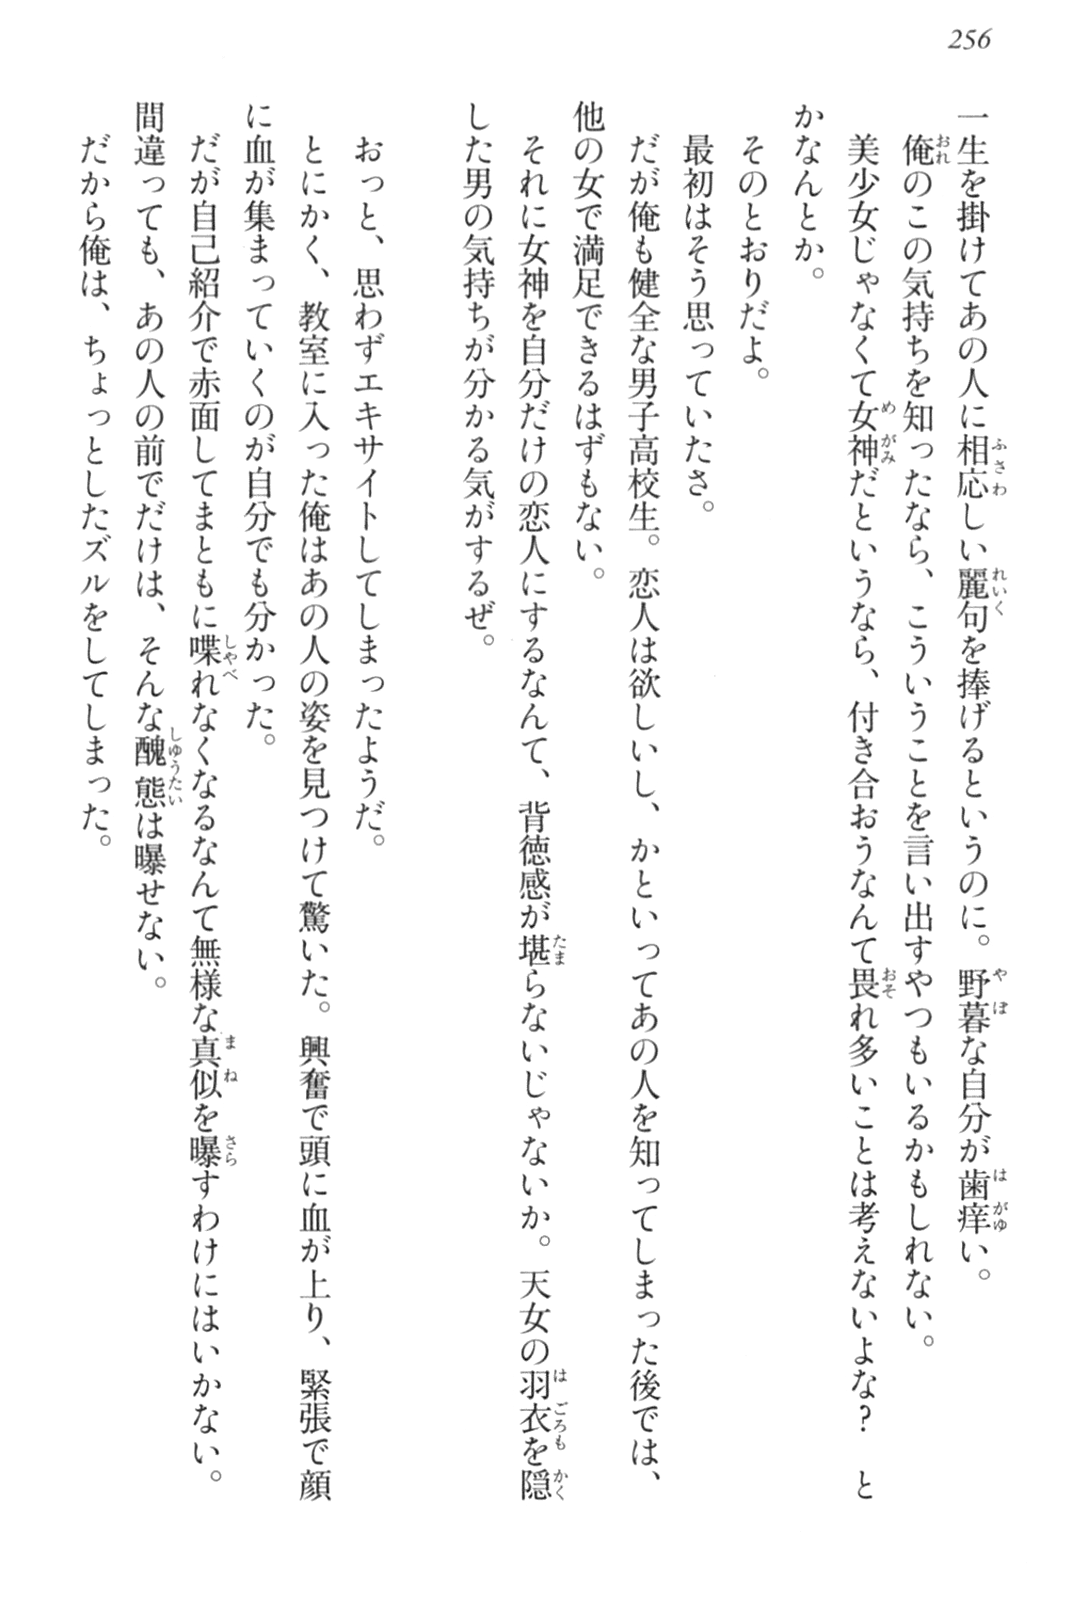 256
一生を掛けてあの人に相応しい麗句を捧げるというのに。野暮な自分が歯痒い。
俺のこの気持ちを知ったなら、こういうことを言い出すやつもいるかもしれない。
美少女じゃなくて女神だというなら、付き合おうなんて畏れ多いことは考えないよな？　と
かなんとか。
そのとおりだよ。
最初はそう思っていたさ。
だが俺も健全な男子高校生。恋人は欲しいし、かといってあの人を知ってしまった後では、
他の女で満足できるはずもない。
それに女神を自分だけの恋人にするなんて、背徳感が堪らないじゃないか。天女の羽衣を隠
した男の気持ちが分かる気がするぜ。
おっと、思わずエキサイトしてしまったようだ。
とにかく、教室に入った俺はあの人の姿を見つけて驚いた。興奮で頭に血が上り、緊張で顔
に血が集まっていくのが自分でも分かった。
だが自己紹介で赤面してまともに喋れなくなるなんて無様な真似を曝すわけにはいかない。
間違っても、あの人の前でだけは、そんな醜態は曝せない。
だから俺は、ちょっとしたズルをしてしまった。